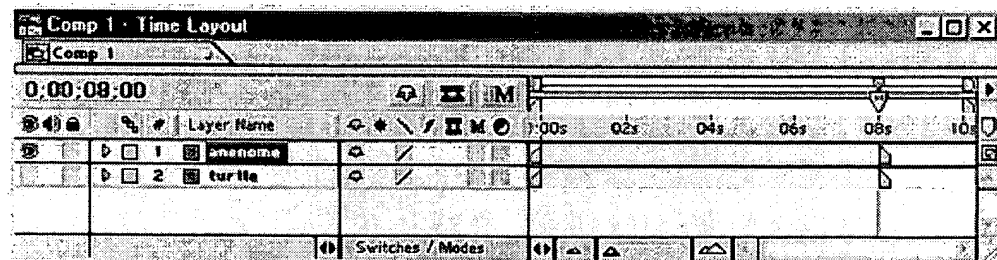 Comp 1 · Time Layout
Comp 1
0;00;08;00 M
# Layer Name M :00s 02s 04s 06s 08s 10s
1 anenome
2 turtle
Switches / Modes